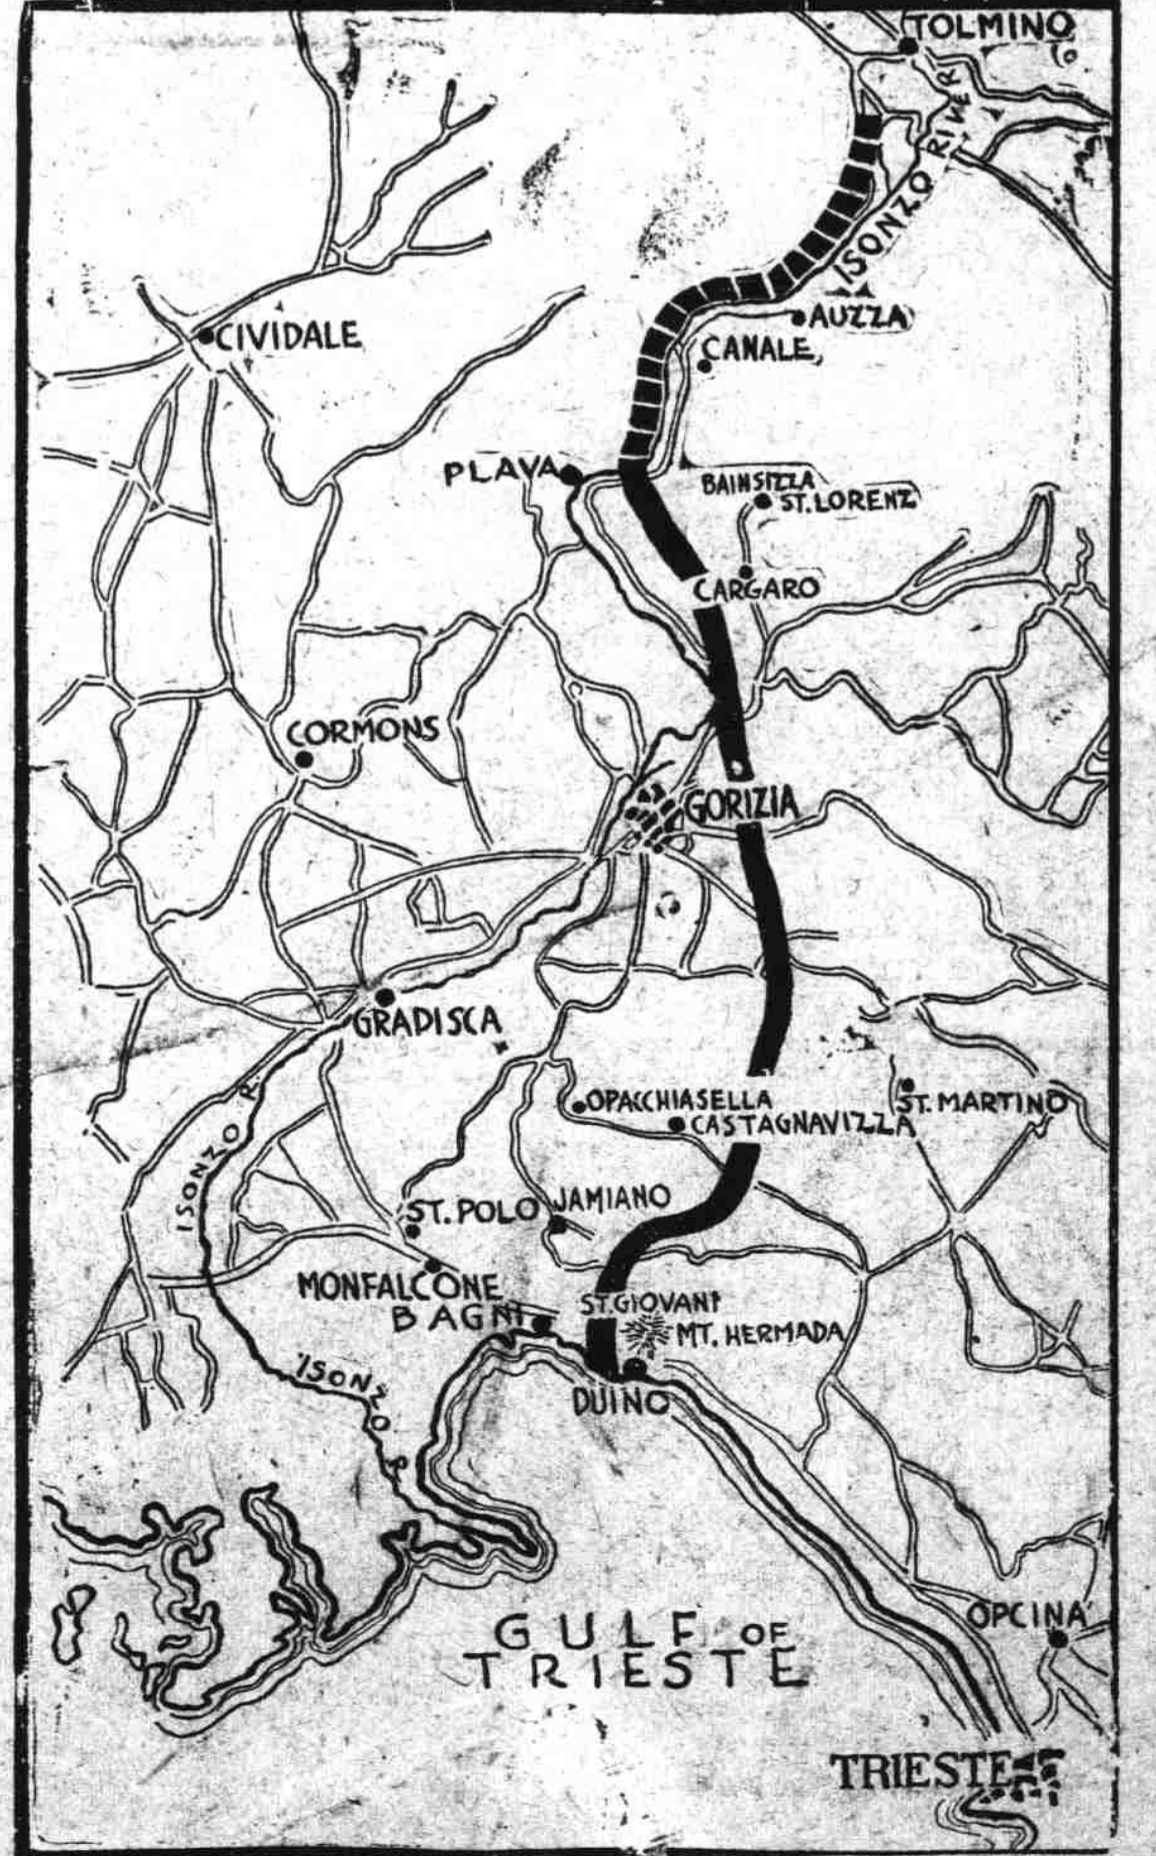 TOLMINO
ISONZO RIVER
AUZZA
CIVIDALE
CANALE,
PLAVA
BAINSIZZA
ST. LORENZ
CARGARO
CORMONS
GORIZIA
GRADISCA
OPACCHIASELLA
ST. MARTINO
CASTAGNAVIZZA
ISONZO R.
ST. POLO
JAMIANO
MONFALCONE
BAGNI
ST. GIOVANI
MT. HERMADA
DUINO
ISONZO R.
GULF OF
TRIESTE
OPCINA
TRIESTE